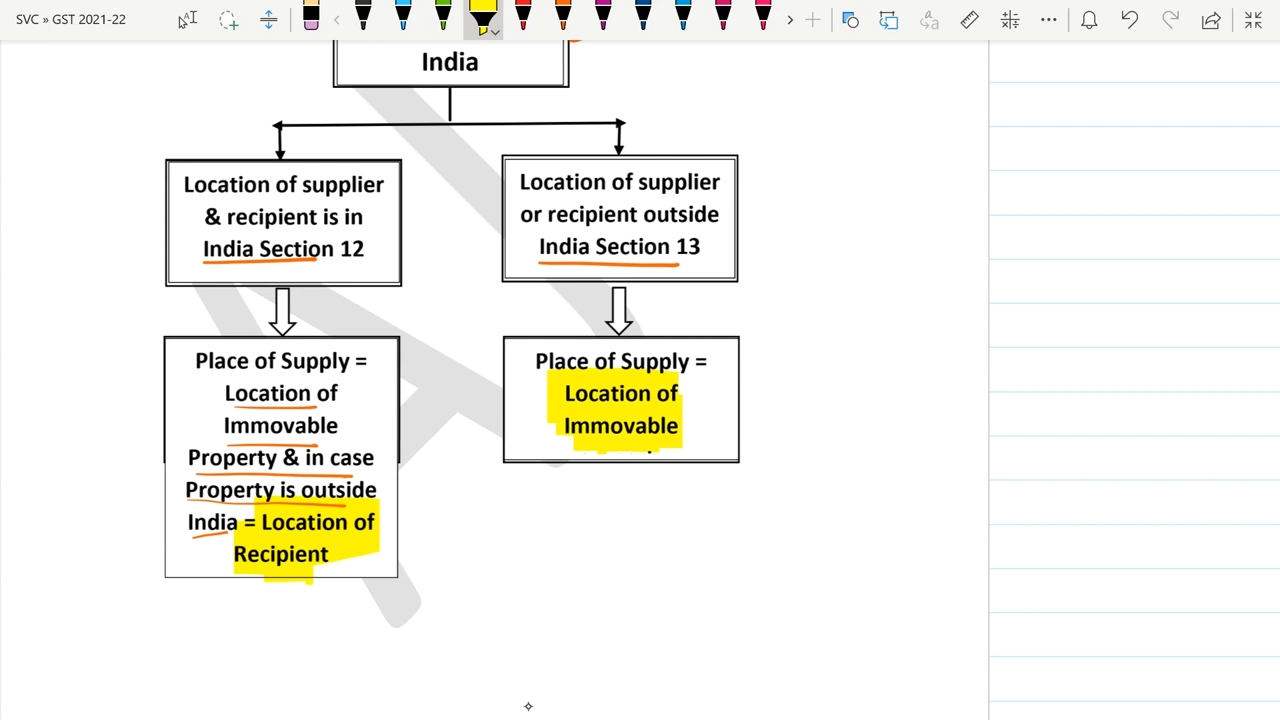 SVC » GST 2021-22
India
Location of supplier
& recipient is in
India Section 12
Location of supplier
or recipient outside
India Section 13
Place of Supply =
Location of
Immovable
Property & in case
Property is outside
India = Location of
Recipient
Place of Supply =
Location of
Immovable